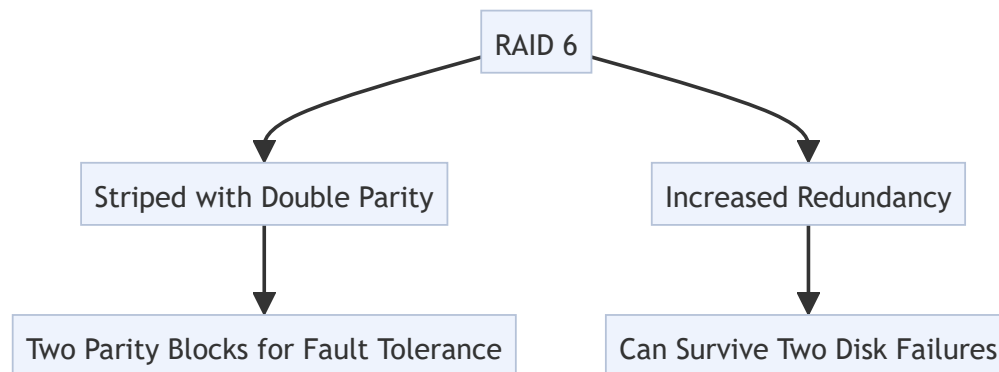 RAID 6
Striped with Double Parity
Increased Redundancy
Two Parity Blocks for Fault Tolerance
Can Survive Two Disk Failures